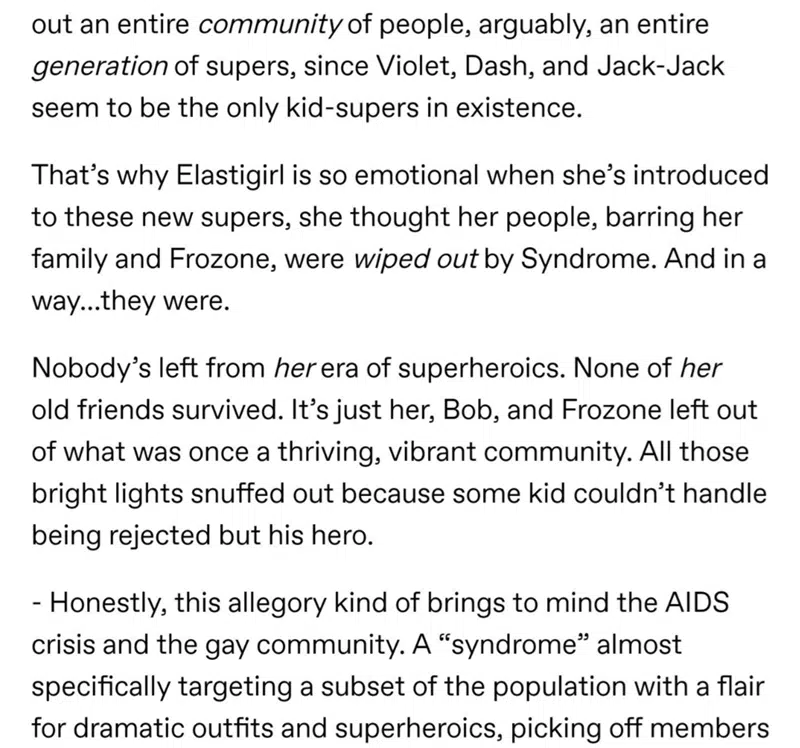 out an entire community of people, arguably, an entire
generation of supers, since Violet, Dash, and Jack-Jack
seem to be the only kid-supers in existence.
That’s why Elastigirl is so emotional when she’s introduced
to these new supers, she thought her people, barring her
family and Frozone, were wiped out by Syndrome. And in a
way...they were.
Nobody’s left from her era of superheroics. None of her
old friends survived. It’s just her, Bob, and Frozone left out
of what was once a thriving, vibrant community. All those
bright lights snuffed out because some kid couldn’t handle
being rejected but his hero.
- Honestly, this allegory kind of brings to mind the AIDS
crisis and the gay community. A “syndrome” almost
specifically targeting a subset of the population with a flair
for dramatic outfits and superheroics, picking off members